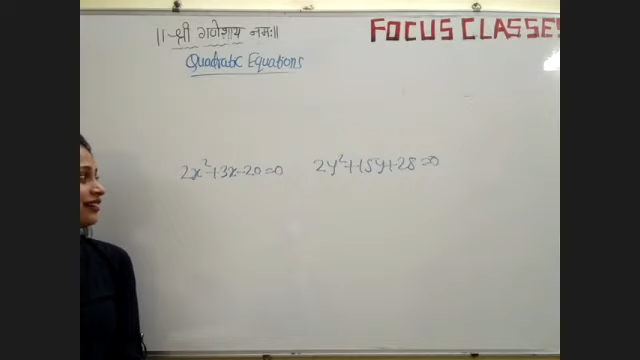 ॥ श्री गणेशाय नमः॥
FOCUS CLASSES
Quadratic Equations
2x²+3x-20=0 2y²+15y+28=0